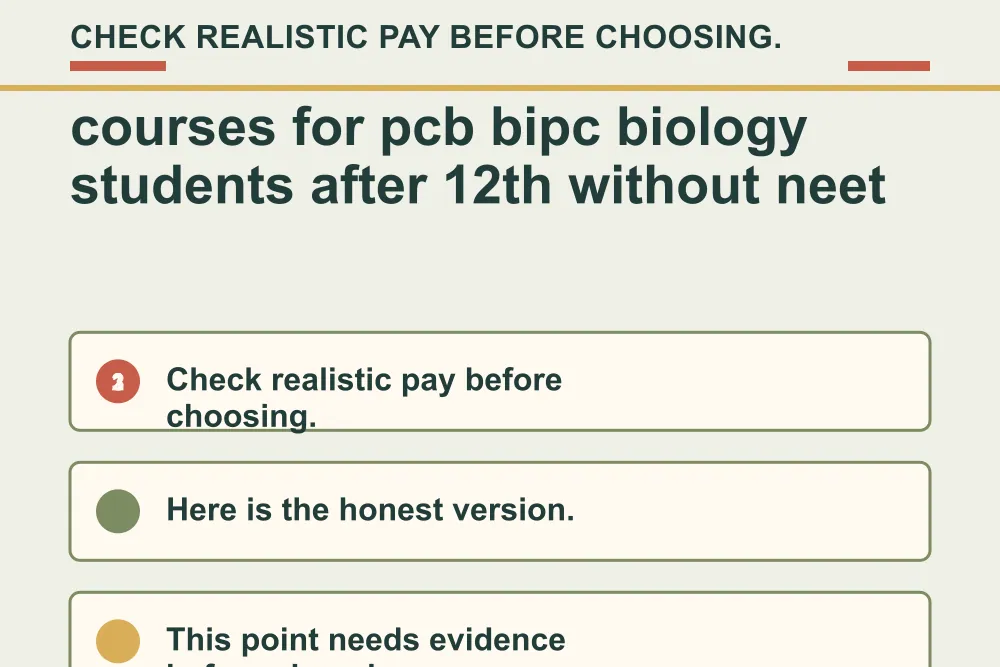 CHECK REALISTIC PAY BEFORE CHOOSING.
courses for pcb bipc biology
students after 12th without neet
Check realistic pay before
choosing.
Here is the honest version.
This point needs evidence